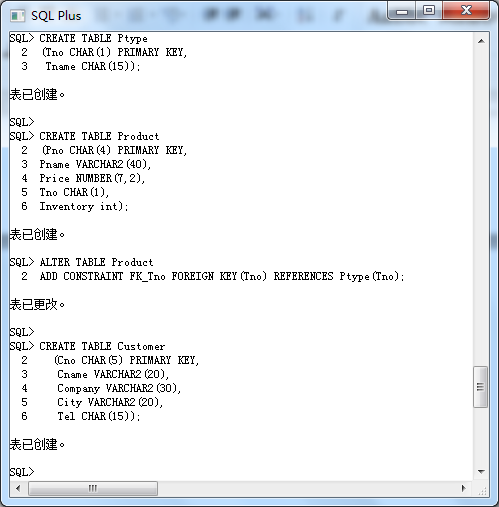 SQL Plus
SQL> CREATE TABLE Ptype
2 (Tno CHAR(1) PRIMARY KEY,
3 Tname CHAR(15));
表已创建。
SQL>
SQL> CREATE TABLE Product
2 (Pno CHAR(4) PRIMARY KEY,
3 Pname VARCHAR2(40),
4 Price NUMBER(7,2),
5 Tno CHAR(1),
6 Inventory int);
表已创建。
SQL> ALTER TABLE Product
2 ADD CONSTRAINT FK_Tno FOREIGN KEY(Tno) REFERENCES Ptype(Tno);
表已更改。
SQL>
SQL> CREATE TABLE Customer
2 (Cno CHAR(5) PRIMARY KEY,
3 Cname VARCHAR2(20),
4 Company VARCHAR2(30),
5 City VARCHAR2(20),
6 Tel CHAR(15));
表已创建。
SQL>